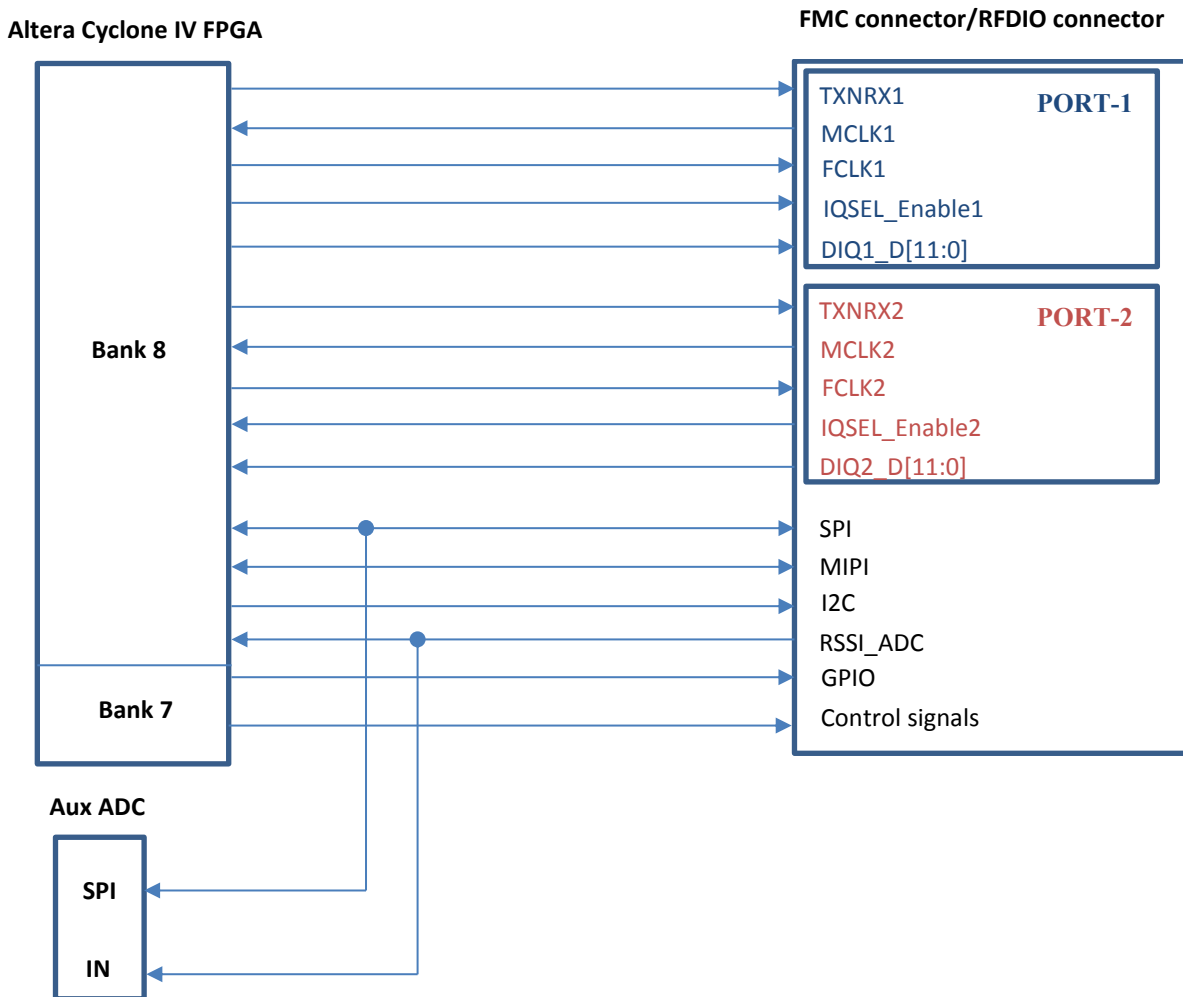 Altera Cyclone IV FPGA
FMC connector/RFDIO connector
Bank 8
Bank 7
PORT-1
TXNRX1
MCLK1
FCLK1
IQSEL_Enable1
DIQ1_D[11:0]
PORT-2
TXNRX2
MCLK2
FCLK2
IQSEL_Enable2
DIQ2_D[11:0]
SPI
MIPI
I2C
RSSI_ADC
GPIO
Control signals
Aux ADC
SPI
IN